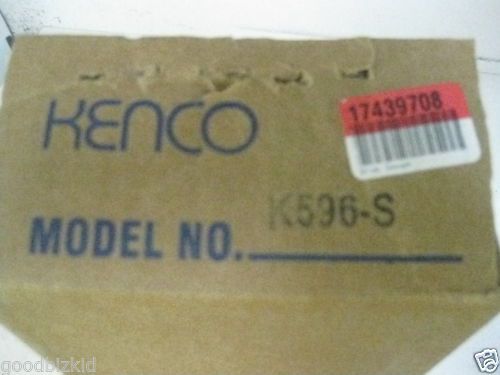 KENCO
17439708
K596-S
MODEL NO.
goodbizkid